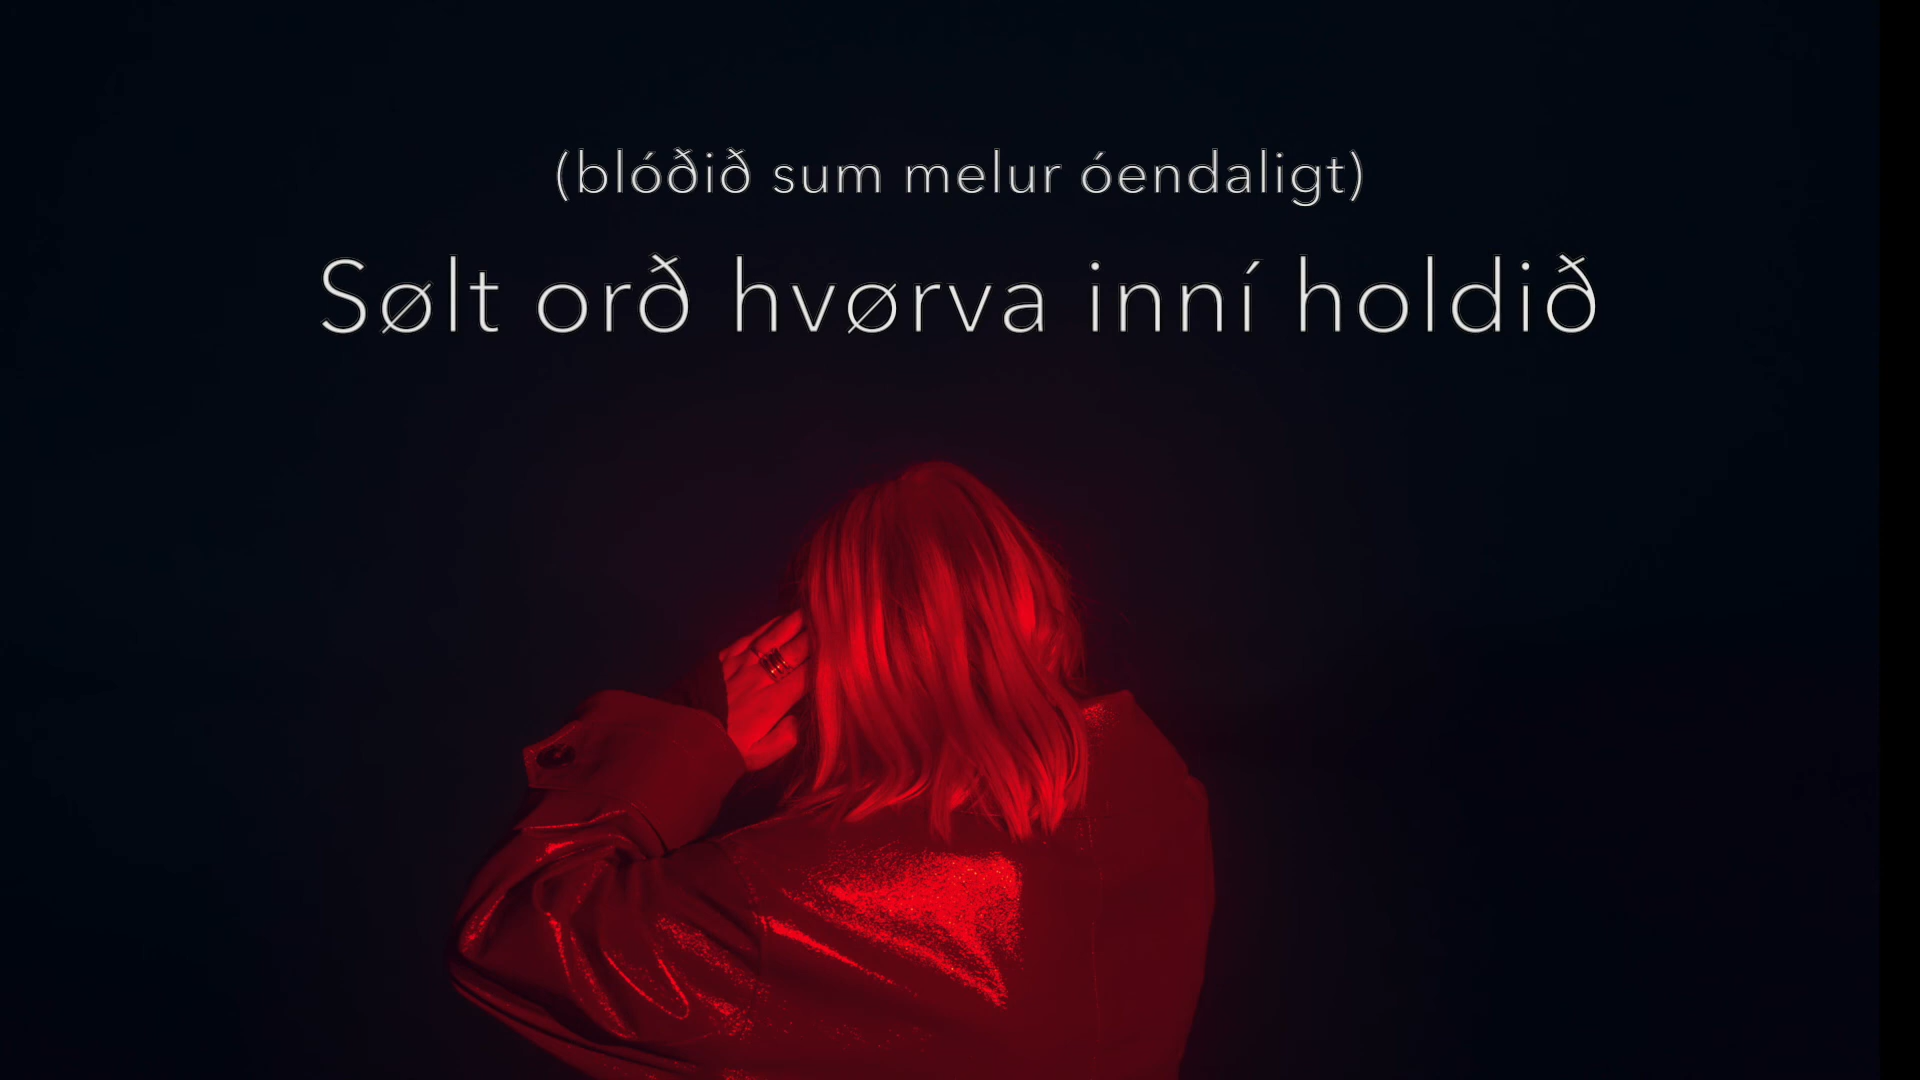 (blóðið sum melur óendaligt)
Sølt orð hvørva inní holdið